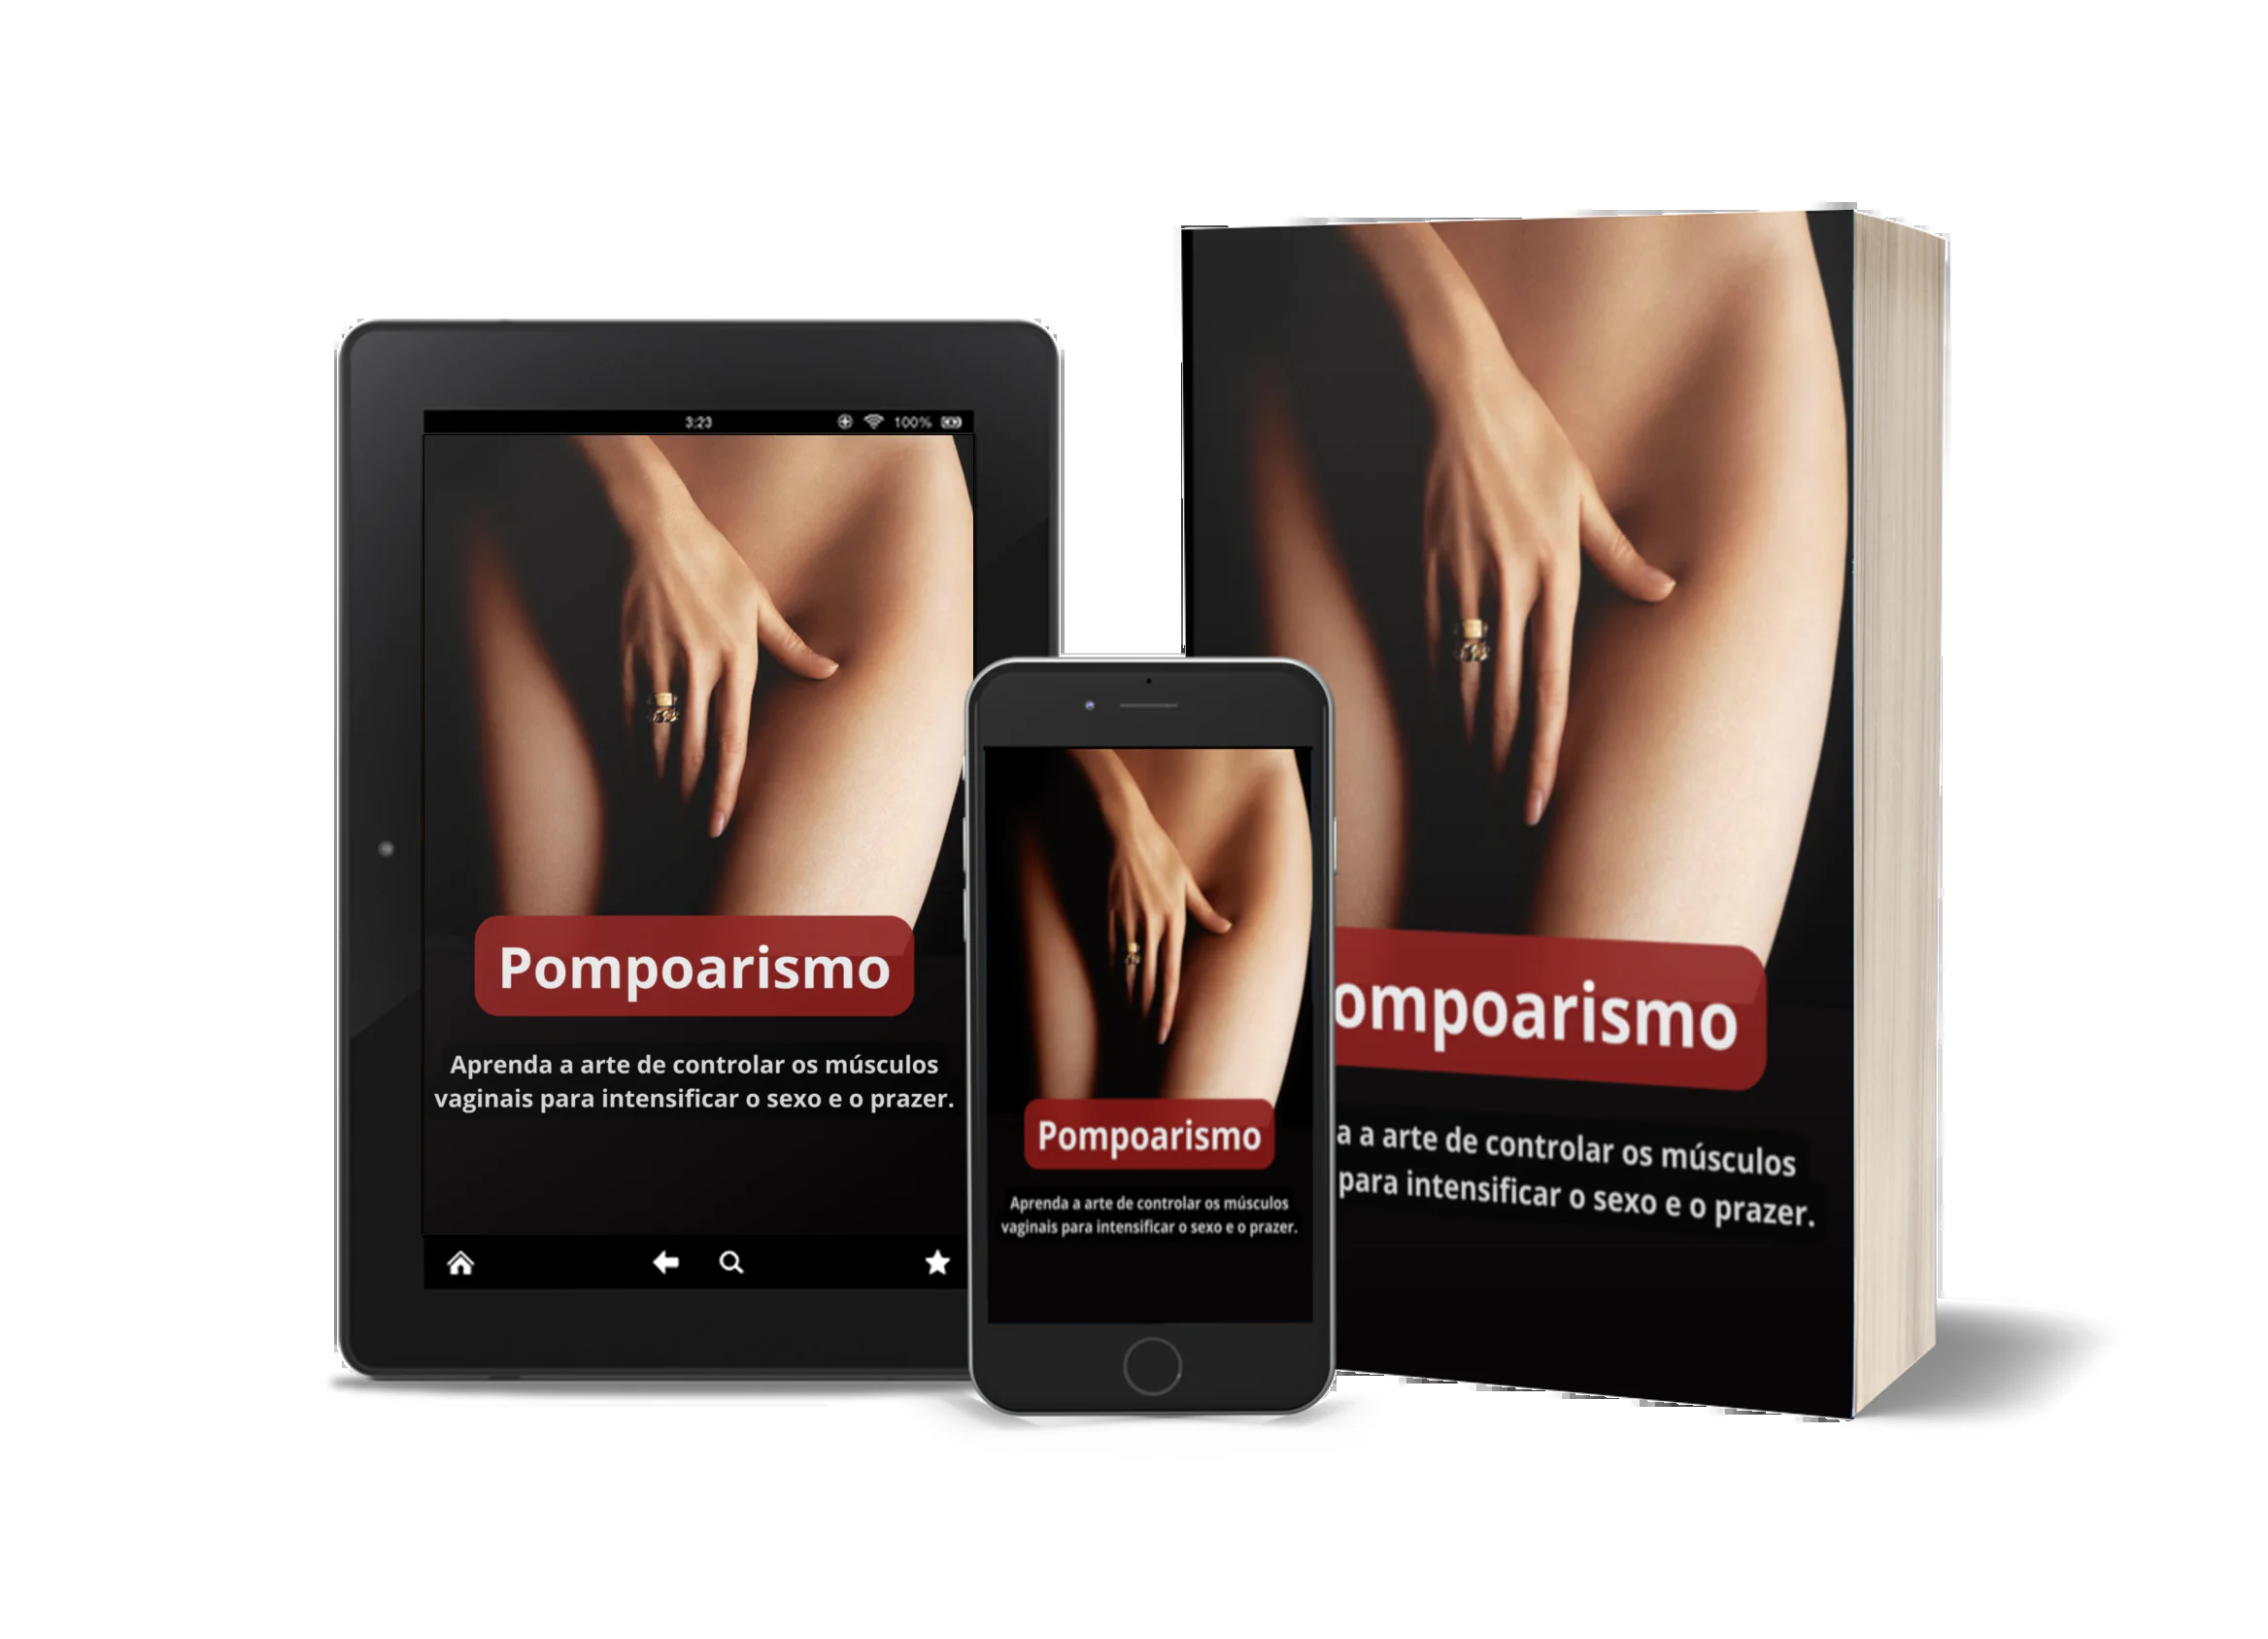 3:23 100%
Pompoarismo
Aprenda a arte de controlar os músculos
vaginais para intensificar o sexo e o prazer.
Pompoarismo
Aprenda a arte de controlar os músculos
vaginais para intensificar o sexo e o prazer.
ompoarismo
a a arte de controlar os músculos
para intensificar o sexo e o prazer.